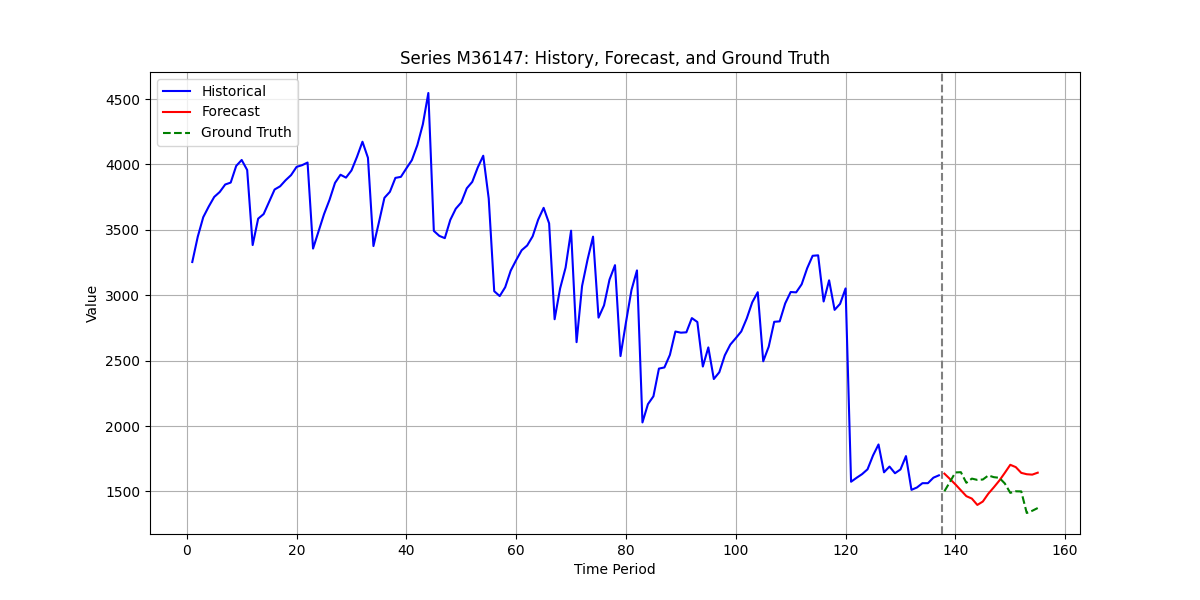 Series M36147: History, Forecast, and Ground Truth
Historical
Forecast
Ground Truth
4500
4000
3500
3000
2500
2000
1500
Value
0 20 40 60 80 100 120 140 160
Time Period